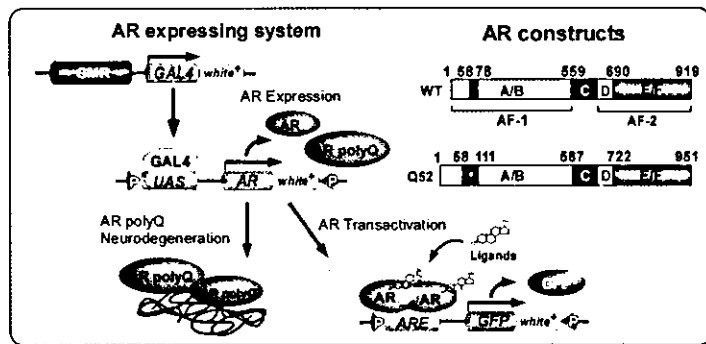 AR expressing system
AR constructs
GMR
GAL4
white+
AR Expression
AR
AR polyQ
GAL4
P
UAS
AR
white+
P
AR polyQ
Neurodegeneration
AR Transactivation
Ligands
R polyQ
AR
AR
P
ARE
GFP
white+
P
1 58 78 559 690 919
WT
A/B
C
D
E/F
AF-1
AF-2
1 58 111 587 722 951
Q52
*
A/B
C
D
E/F